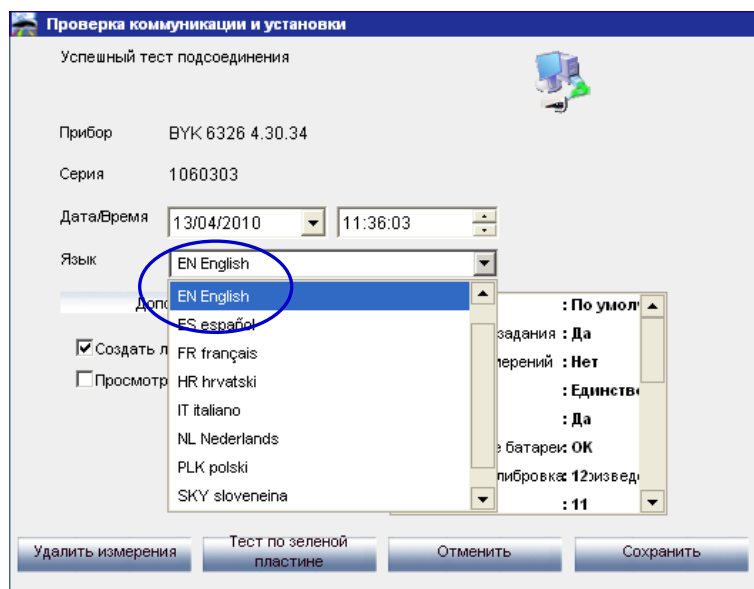 Проверка коммуникации и установки
Успешный тест подсоединения
Прибор BYK 6326 4.30.34
Серия 1060303
Дата/Время 13/04/2010 11:36:03
Язык EN English
EN English
ES español
FR français
HR hrvatski
IT italiano
NL Nederlands
PLK polski
SKY sloveneina
Допо
Создать л
Просмотр
: По умол
задания : Да
мерений : Нет
: Единстве
: Да
е батареи: OK
либровка: 12
: 11
Удалить измерения
Тест по зеленой
пластине
Отменить
Сохранить